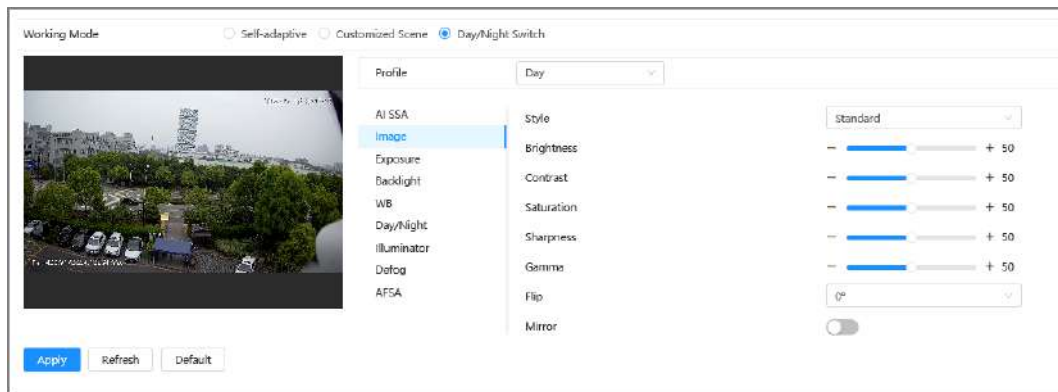 Working Mode Self-adaptive Customized Scene Day/Night Switch
Profile Day
AI SSA
Image
Exposure
Backlight
WB
Day/Night
Illuminator
Defog
AFSA
Style Standard
Brightness − + 50
Contrast − + 50
Saturation − + 50
Sharpness − + 50
Gamma − + 50
Flip 0°
Mirror
Apply Refresh Default